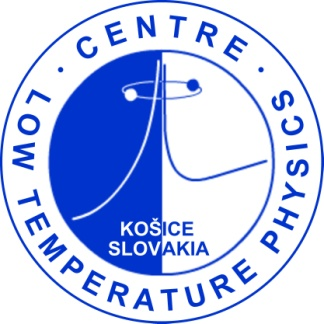 · CENTRE ·
LOW TEMPERATURE PHYSICS
KOŠICE
SLOVAKIA